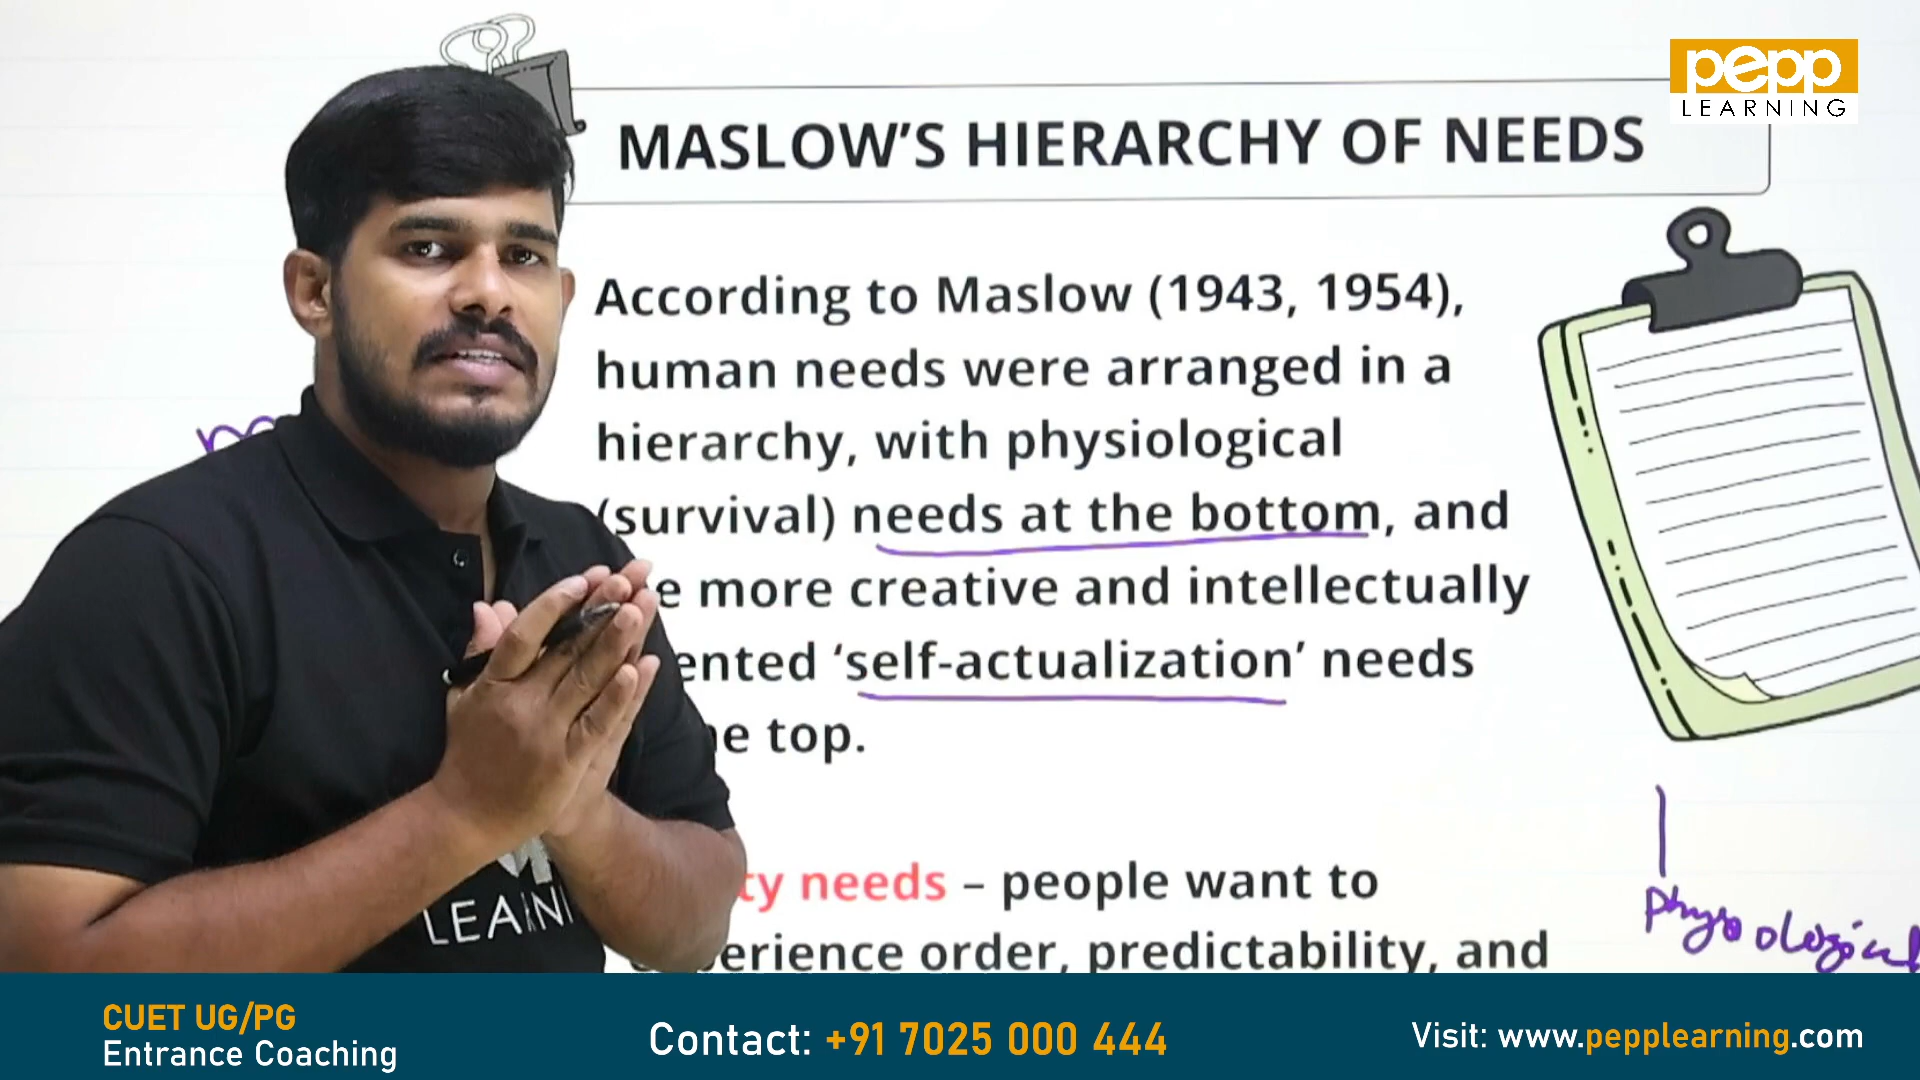 pepp
LEARNING
MASLOW'S HIERARCHY OF NEEDS
According to Maslow (1943, 1954),
human needs were arranged in a
hierarchy, with physiological
(survival) needs at the bottom, and
e more creative and intellectually
ented ‘self-actualization’ needs
e top.
ty needs – people want to
erience order, predictability, and
physiological
LEARNI
CUET UG/PG
Entrance Coaching
Contact: +91 7025 000 444
Visit: www.pepplearning.com